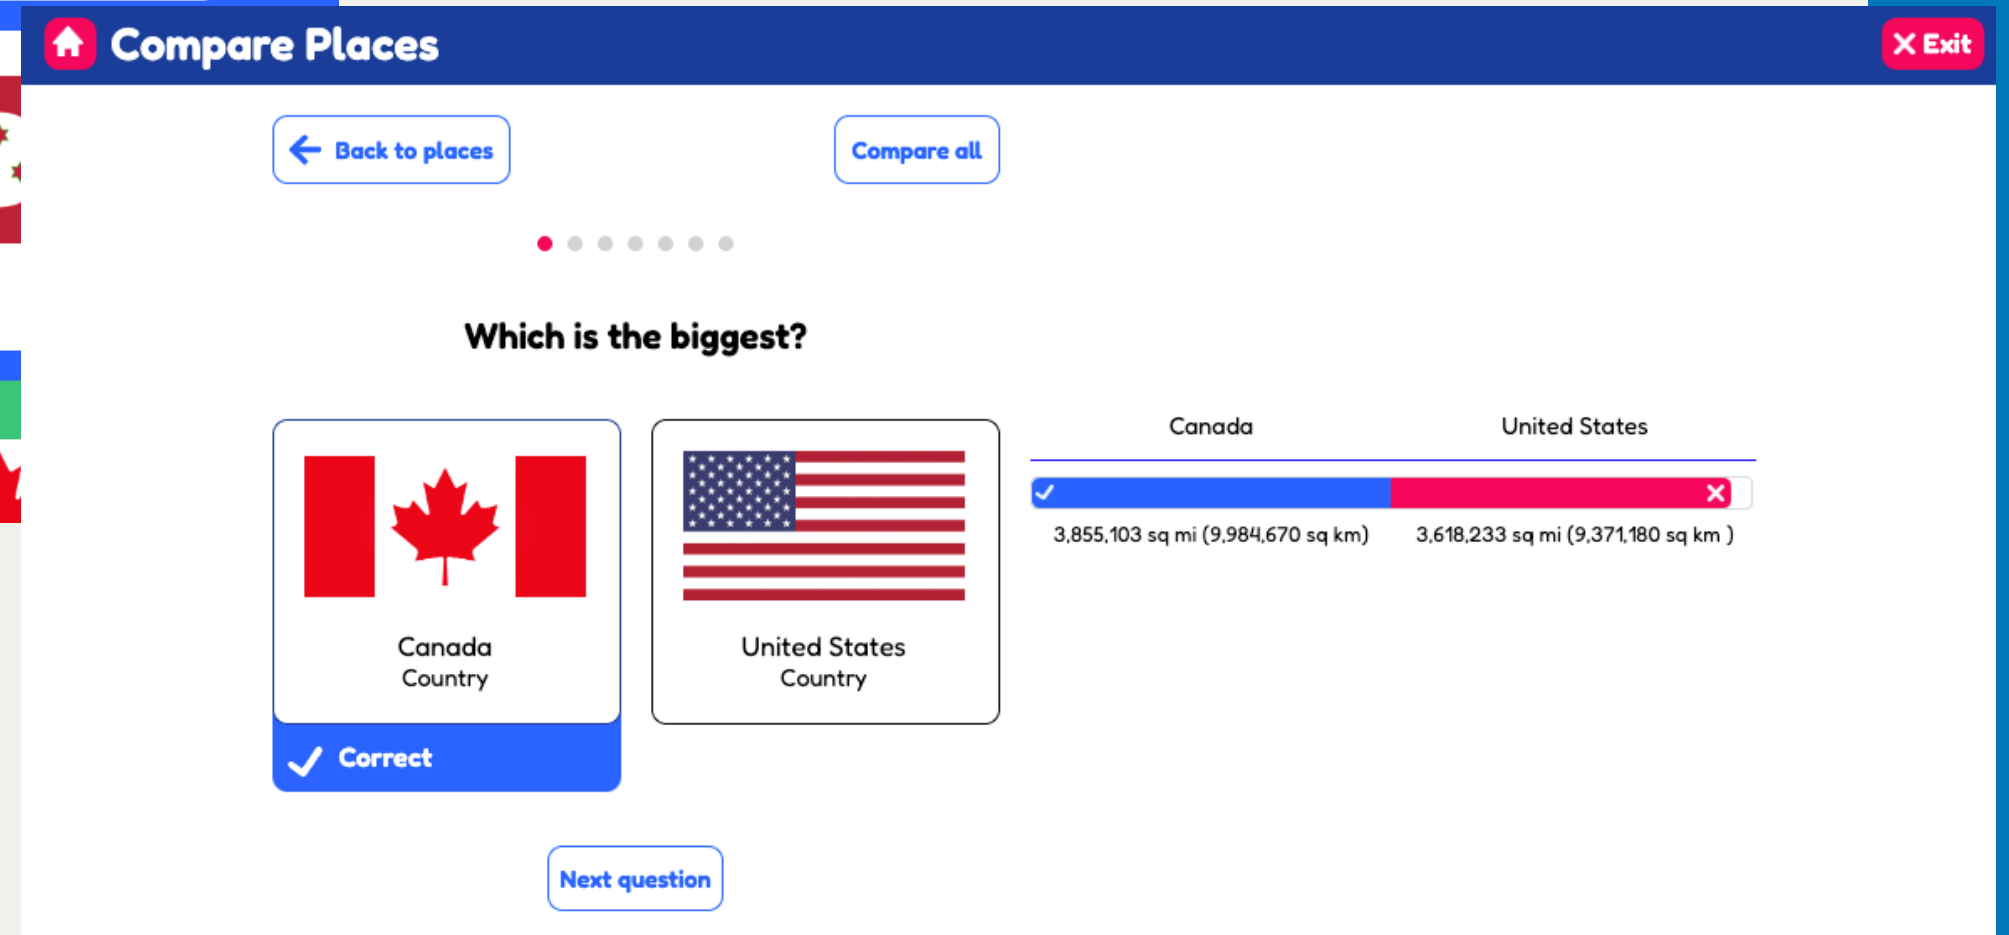 Compare Places
Exit
Back to places
Compare all
Which is the biggest?
Canada
Country
Correct
United States
Country
Canada United States
3,855,103 sq mi (9,984,670 sq km) 3,618,233 sq mi (9,371,180 sq km )
Next question